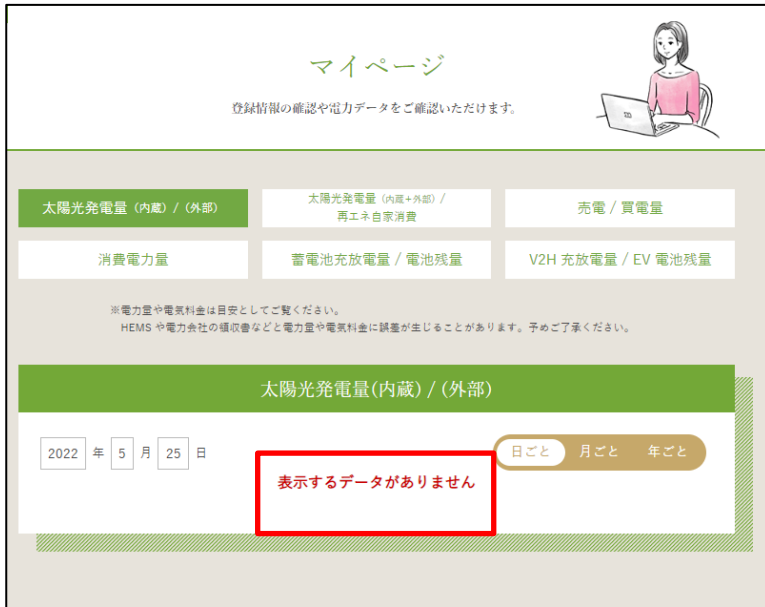 マイページ
登録情報の確認や電力データをご確認いただけます。
太陽光発電量（内蔵）/（外部）
太陽光発電量（内蔵+外部）/
再エネ自家消費
売電 / 買電量
消費電力量
蓄電池充放電量 / 電池残量
V2H 充放電量 / EV 電池残量
※電力量や電気料金は目安としてご覧ください。
HEMS や電力会社の領収書などと電力量や電気料金に誤差が生じることがあります。予めご了承ください。
太陽光発電量(内蔵) / (外部)
2022 年 5 月 25 日
日ごと 月ごと 年ごと
表示するデータがありません